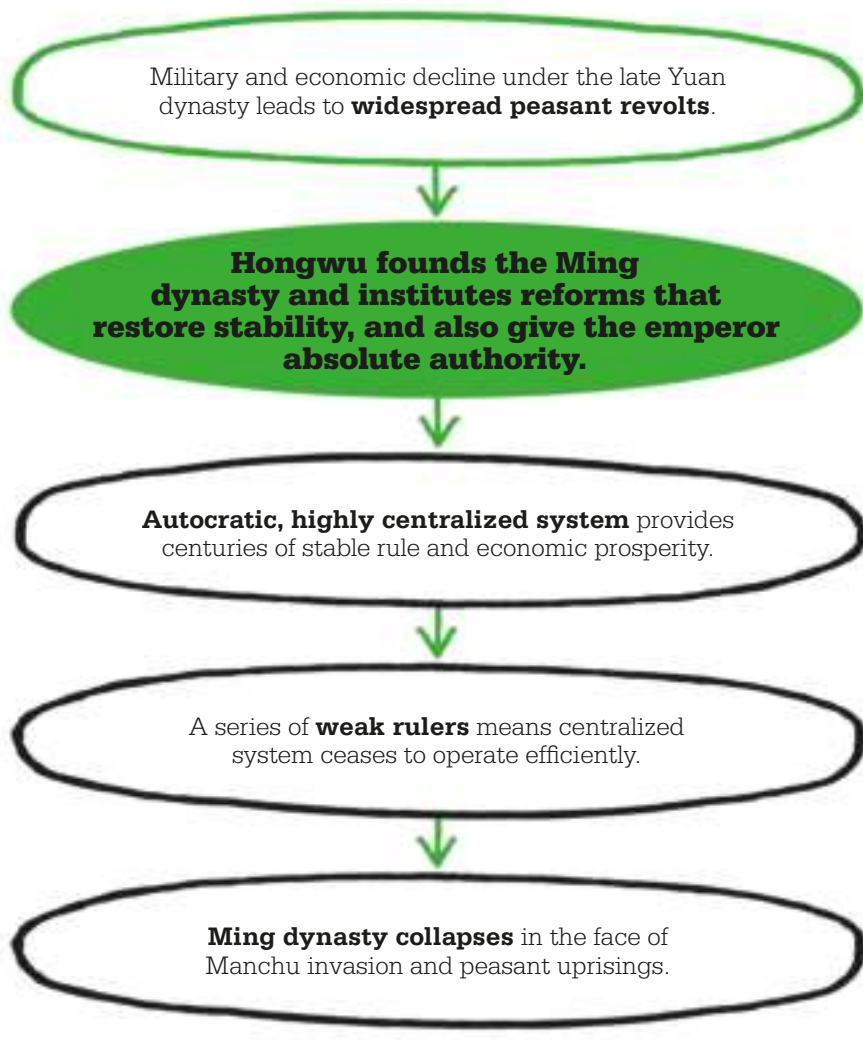 Military and economic decline under the late Yuan
dynasty leads to widespread peasant revolts.
Hongwu founds the Ming
dynasty and institutes reforms that
restore stability, and also give the emperor
absolute authority.
Autocratic, highly centralized system provides
centuries of stable rule and economic prosperity.
A series of weak rulers means centralized
system ceases to operate efficiently.
Ming dynasty collapses in the face of
Manchu invasion and peasant uprisings.